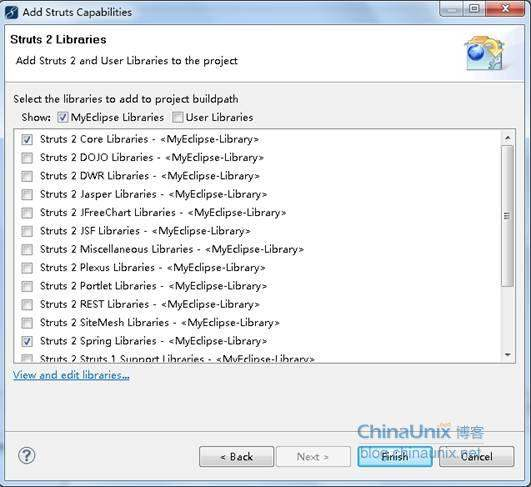 Add Struts Capabilities
Struts 2 Libraries
Add Struts 2 and User Libraries to the project
Select the libraries to add to project buildpath
Show: MyEclipse Libraries User Libraries
Struts 2 Core Libraries - <MyEclipse-Library>
Struts 2 DOJO Libraries - <MyEclipse-Library>
Struts 2 DWR Libraries - <MyEclipse-Library>
Struts 2 Jasper Libraries - <MyEclipse-Library>
Struts 2 JFreeChart Libraries - <MyEclipse-Library>
Struts 2 JSF Libraries - <MyEclipse-Library>
Struts 2 Miscellaneous Libraries - <MyEclipse-Library>
Struts 2 Plexus Libraries - <MyEclipse-Library>
Struts 2 Portlet Libraries - <MyEclipse-Library>
Struts 2 REST Libraries - <MyEclipse-Library>
Struts 2 SiteMesh Libraries - <MyEclipse-Library>
Struts 2 Spring Libraries - <MyEclipse-Library>
Struts 2 Struts 1 Support Libraries - <MyEclipse-Library>
View and edit libraries...
ChinaUnix 博客
blog.chinaunix.net
? < Back Next > Finish Cancel